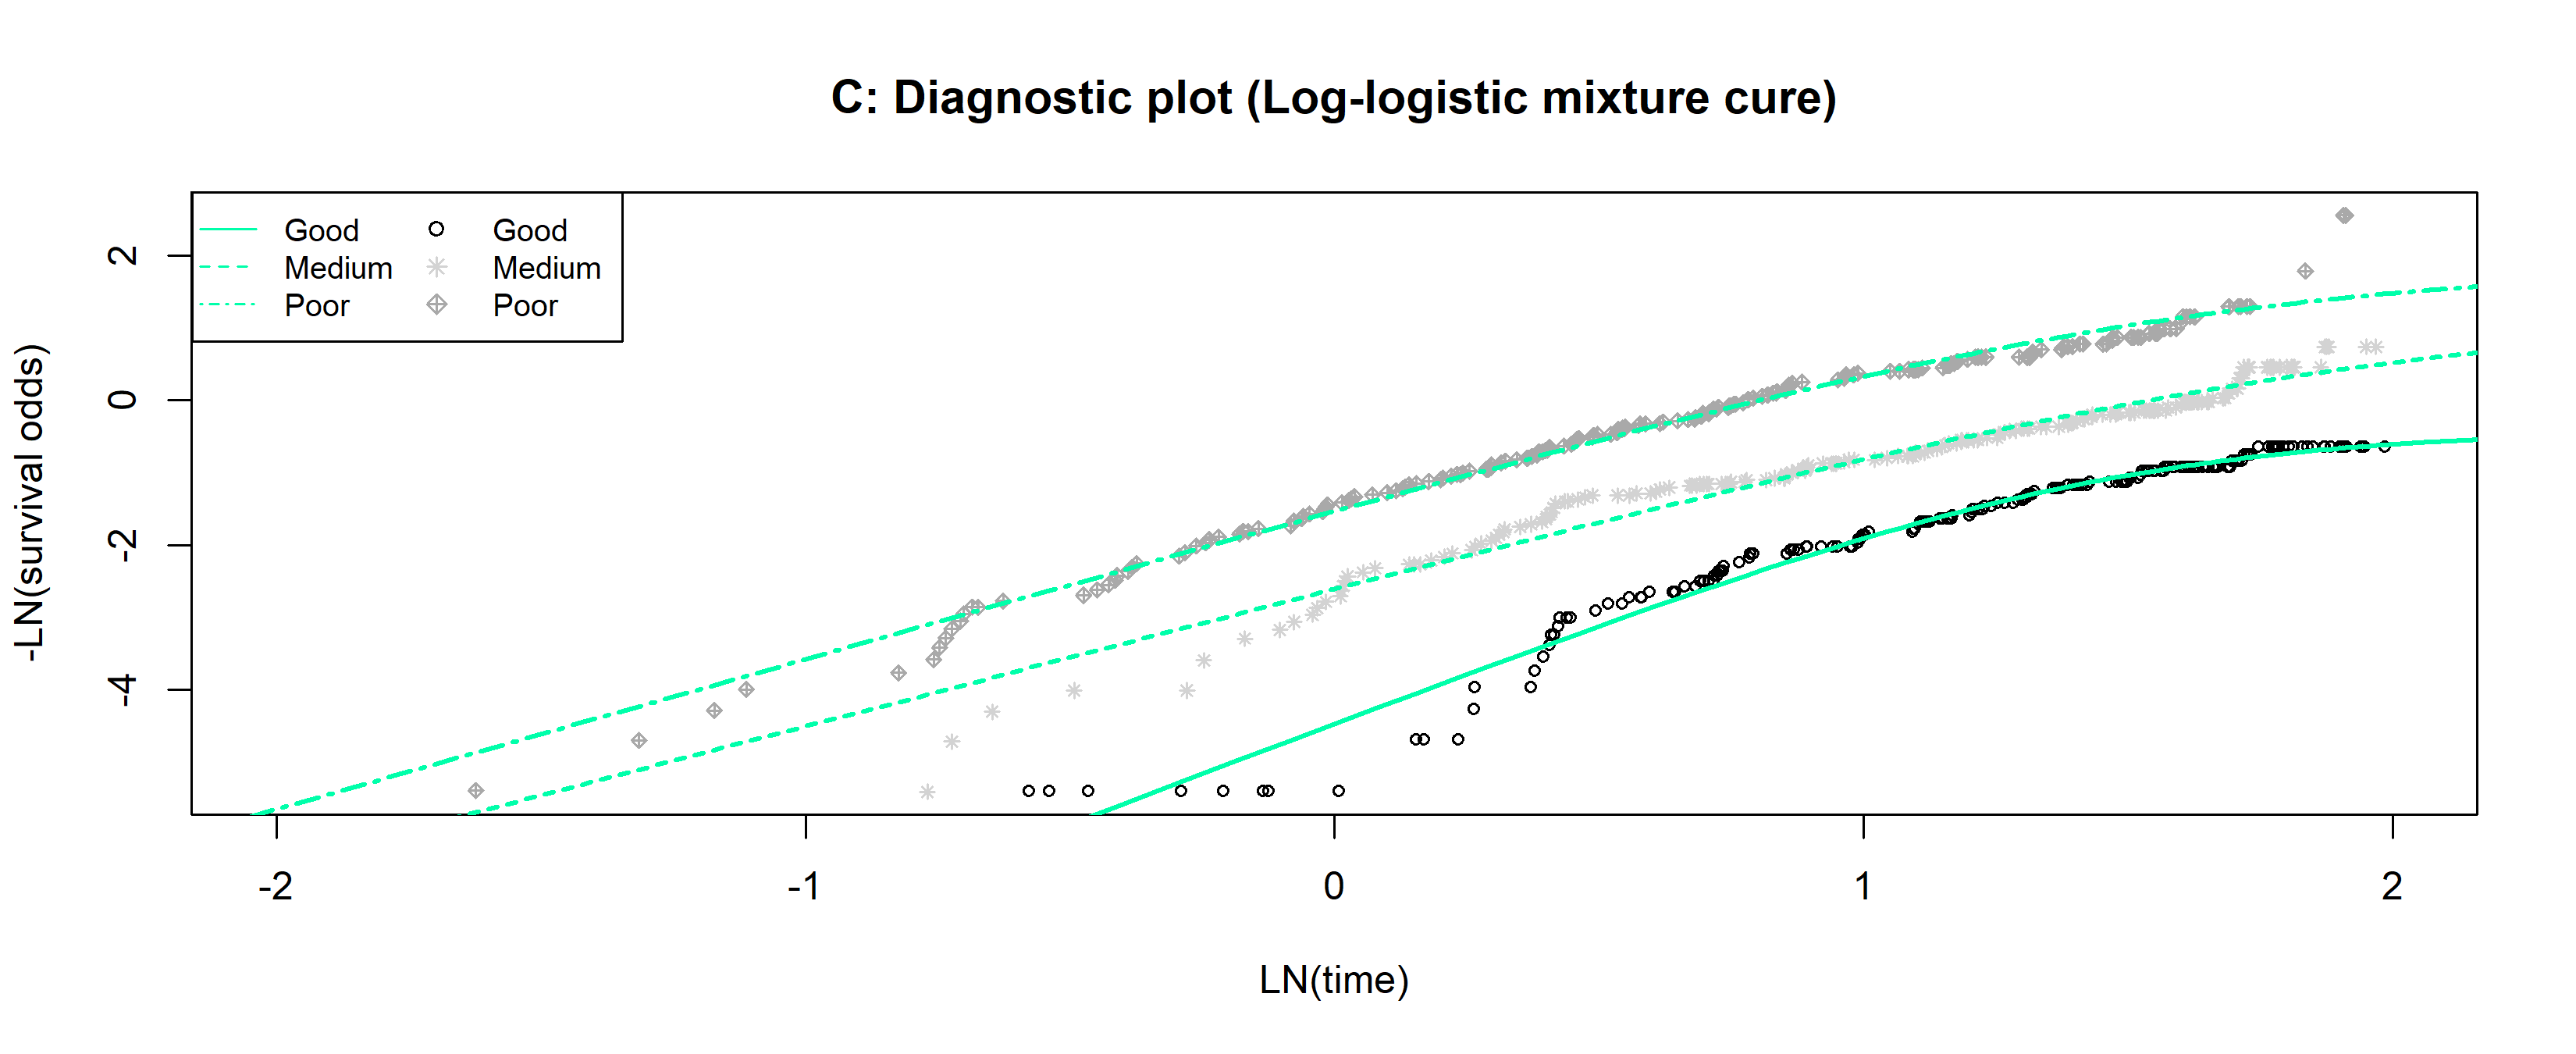 C: Diagnostic plot (Log-logistic mixture cure)
Good Good
Medium Medium
Poor Poor
-LN(survival odds)
2
0
-2
-4
-2 -1 0 1 2
LN(time)